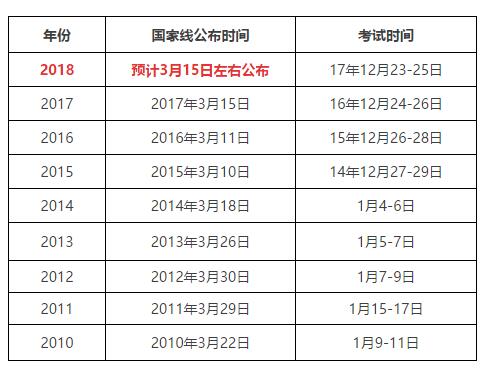 年份 国家线公布时间 考试时间
2018 预计3月15日左右公布 17年12月23-25日
2017 2017年3月15日 16年12月24-26日
2016 2016年3月11日 15年12月26-28日
2015 2015年3月10日 14年12月27-29日
2014 2014年3月18日 1月4-6日
2013 2013年3月26日 1月5-7日
2012 2012年3月30日 1月7-9日
2011 2011年3月29日 1月15-17日
2010 2010年3月22日 1月9-11日